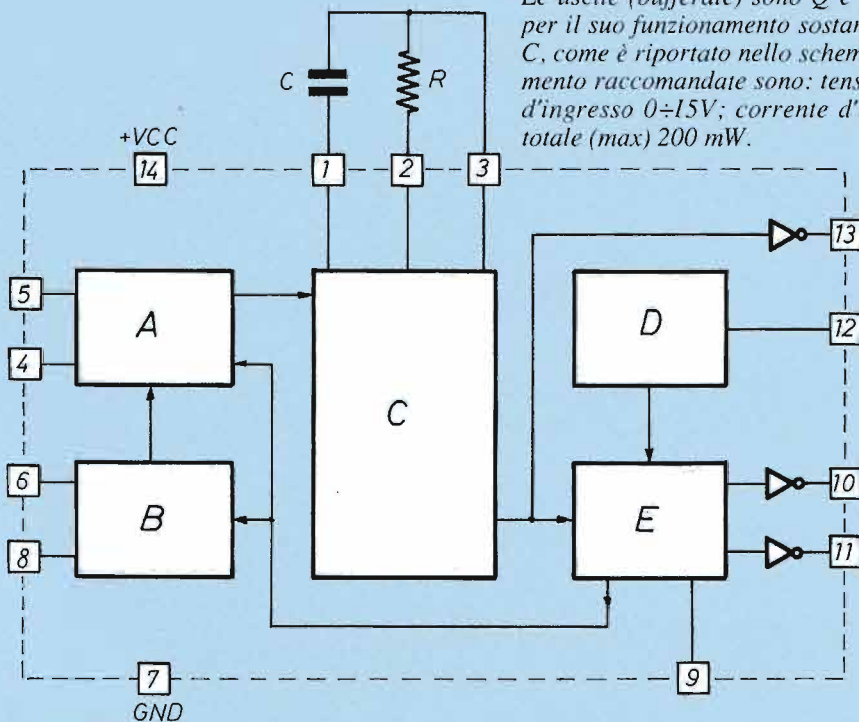 Le uscite (bufferate) sono Q e
per il suo funzionamento sostan
C, come è riportato nello schem
mento raccomandate sono: tens
d'ingresso 0÷15V; corrente d'
totale (max) 200 mW.
C
R
+VCC
14
1
2
3
13
5
A
D
12
4
C
6
B
E
10
8
11
7
GND
9